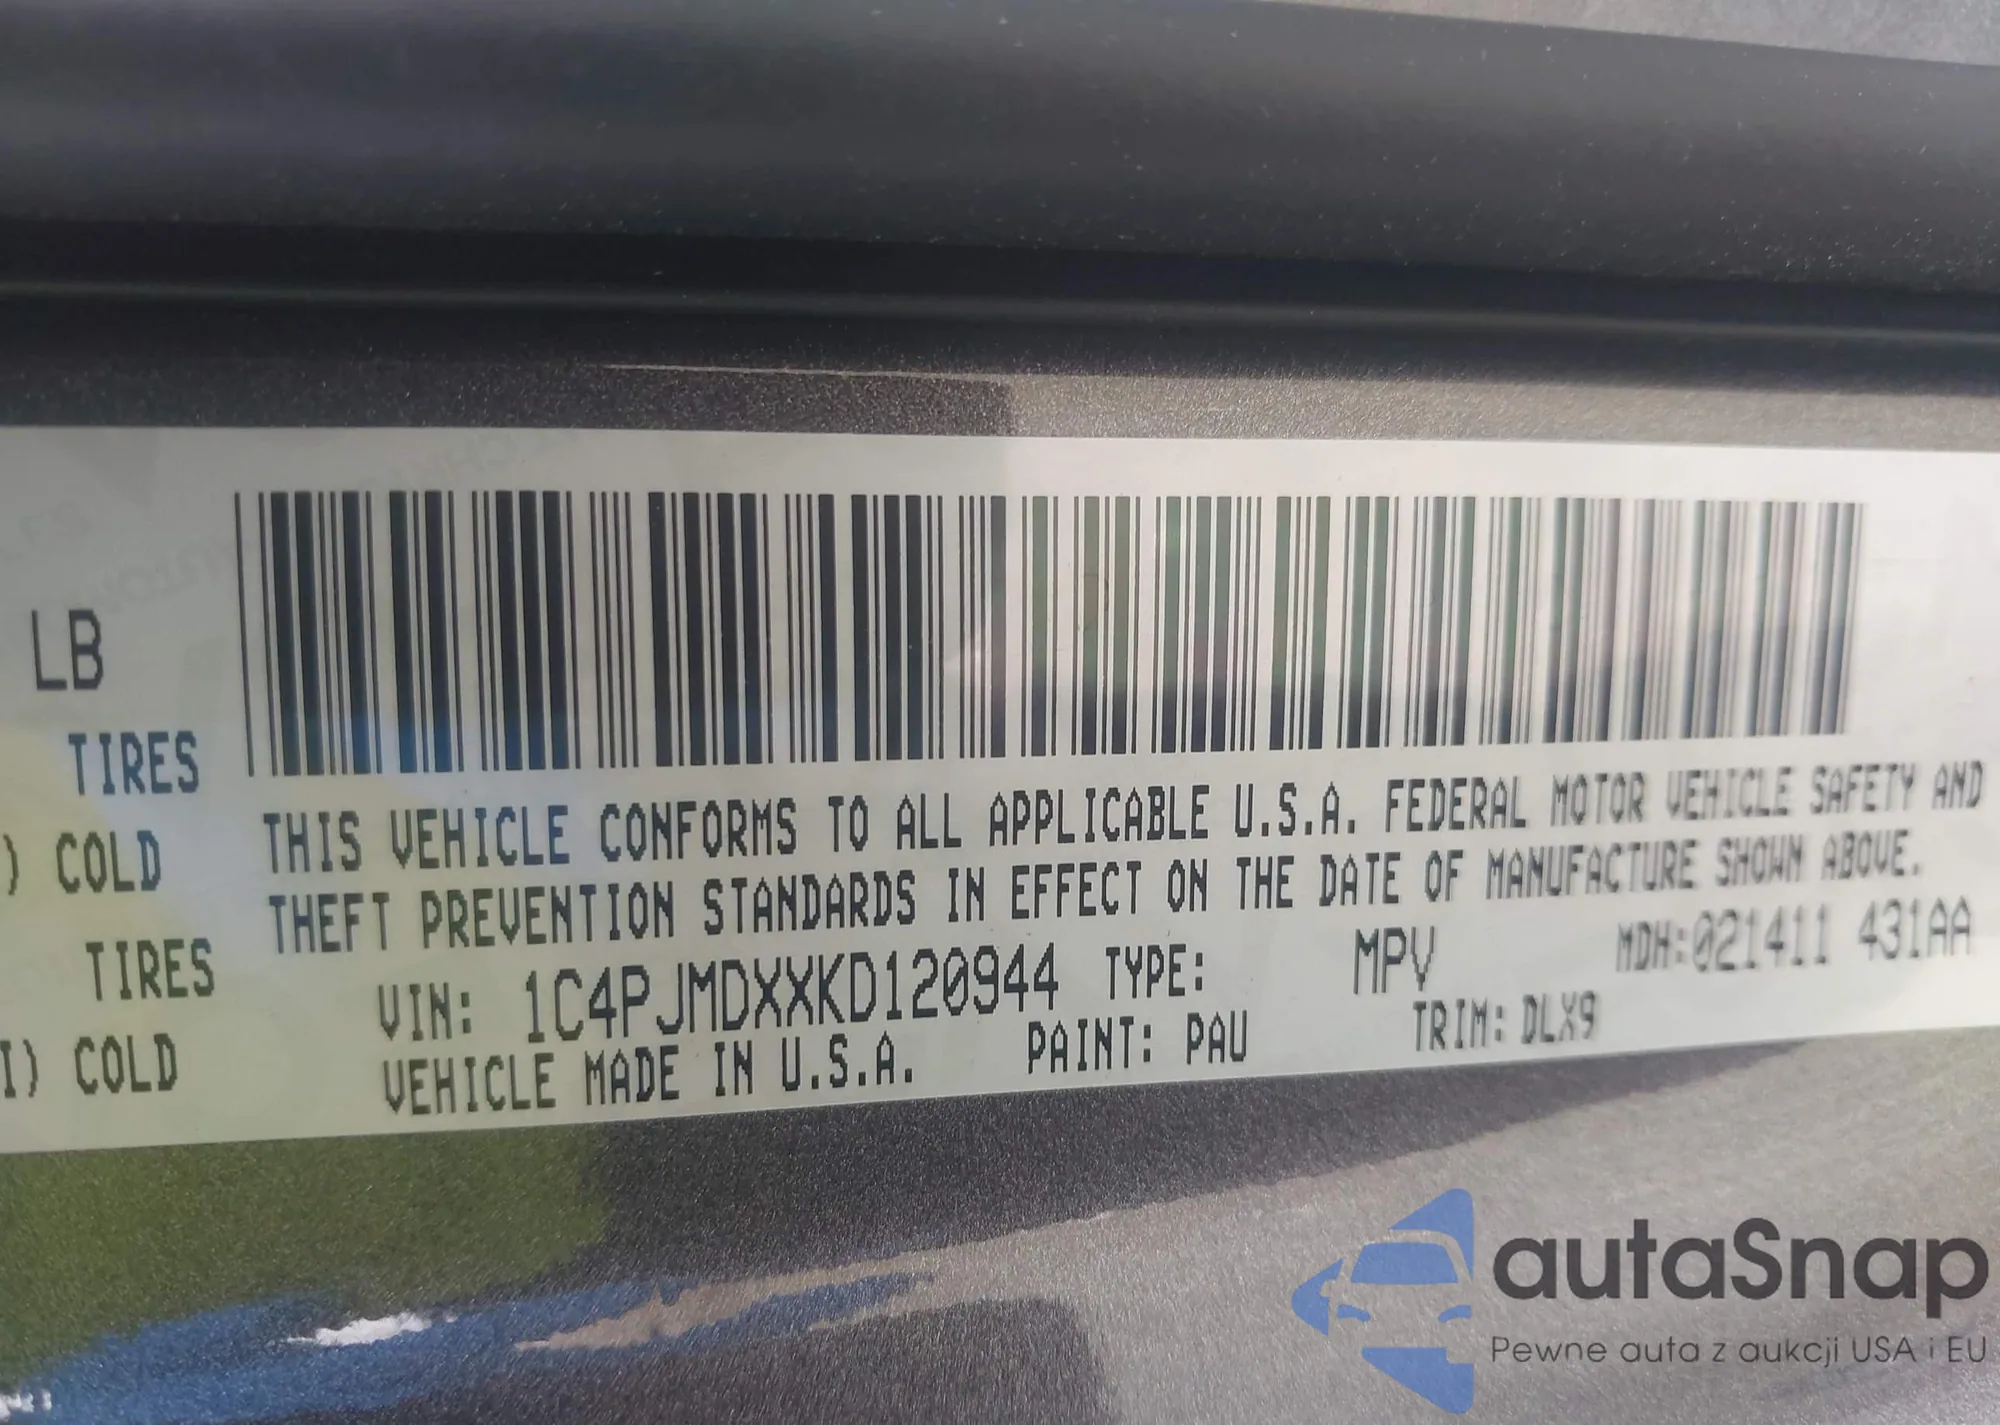 LB
TIRES
) COLD
TIRES
I) COLD
THIS VEHICLE CONFORMS TO ALL APPLICABLE U.S.A. FEDERAL MOTOR VEHICLE SAFETY AND
THEFT PREVENTION STANDARDS IN EFFECT ON THE DATE OF MANUFACTURE SHOWN ABOVE.
VIN: 1C4PJMDXXKD120944 TYPE: MPV MDH:021411 431AA
VEHICLE MADE IN U.S.A. PAINT: PAU TRIM: DLX9
autaSnap
Pewne auta z aukcji USA i EU